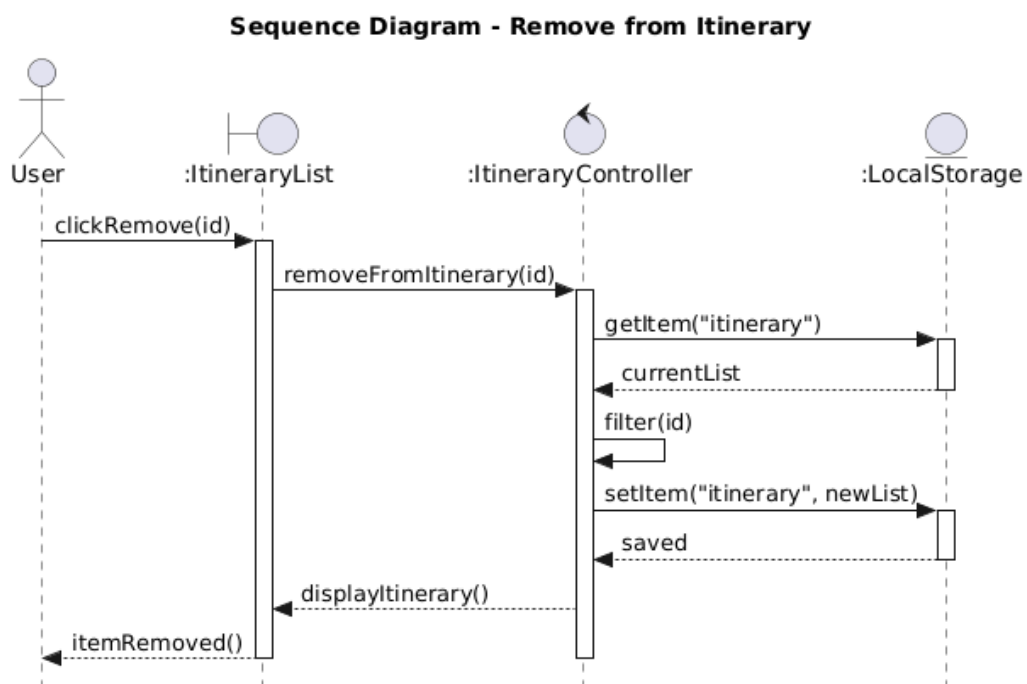 Sequence Diagram - Remove from Itinerary
User
:ItineraryList
:ItineraryController
:LocalStorage
clickRemove(id)
removeFromItinerary(id)
getItem("itinerary")
currentList
filter(id)
setItem("itinerary", newList)
saved
displayItinerary()
itemRemoved()